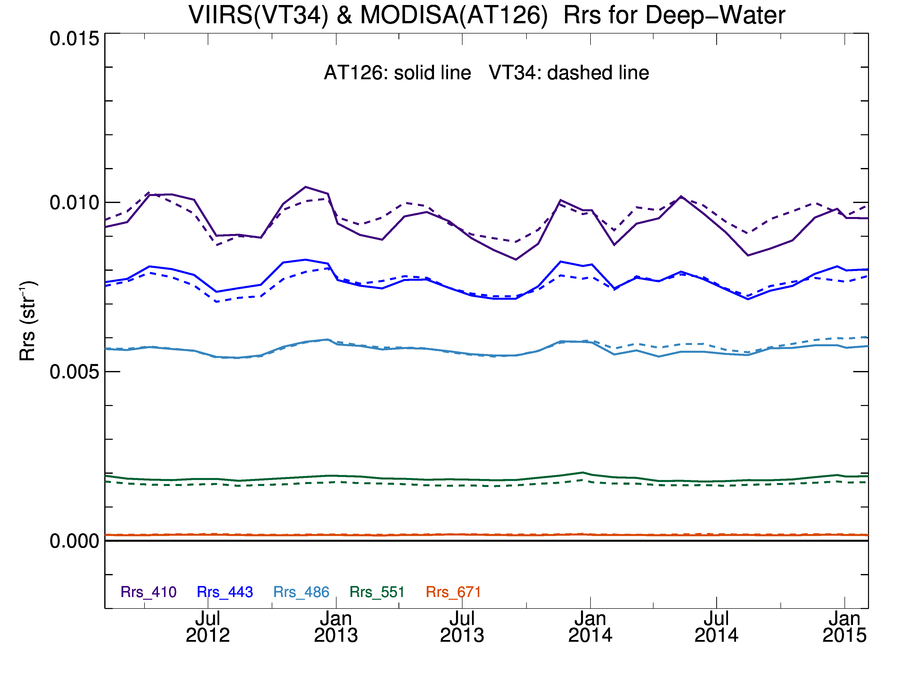 VIIRS(VT34) & MODISA(AT126)  Rrs for Deep−Water
0.015
AT126: solid line   VT34: dashed line
0.010
Rrs (str⁻¹)
0.005
0.000
Rrs_410 Rrs_443 Rrs_486 Rrs_551 Rrs_671
Jul Jan Jul Jan Jul Jan
2012 2013 2013 2014 2014 2015